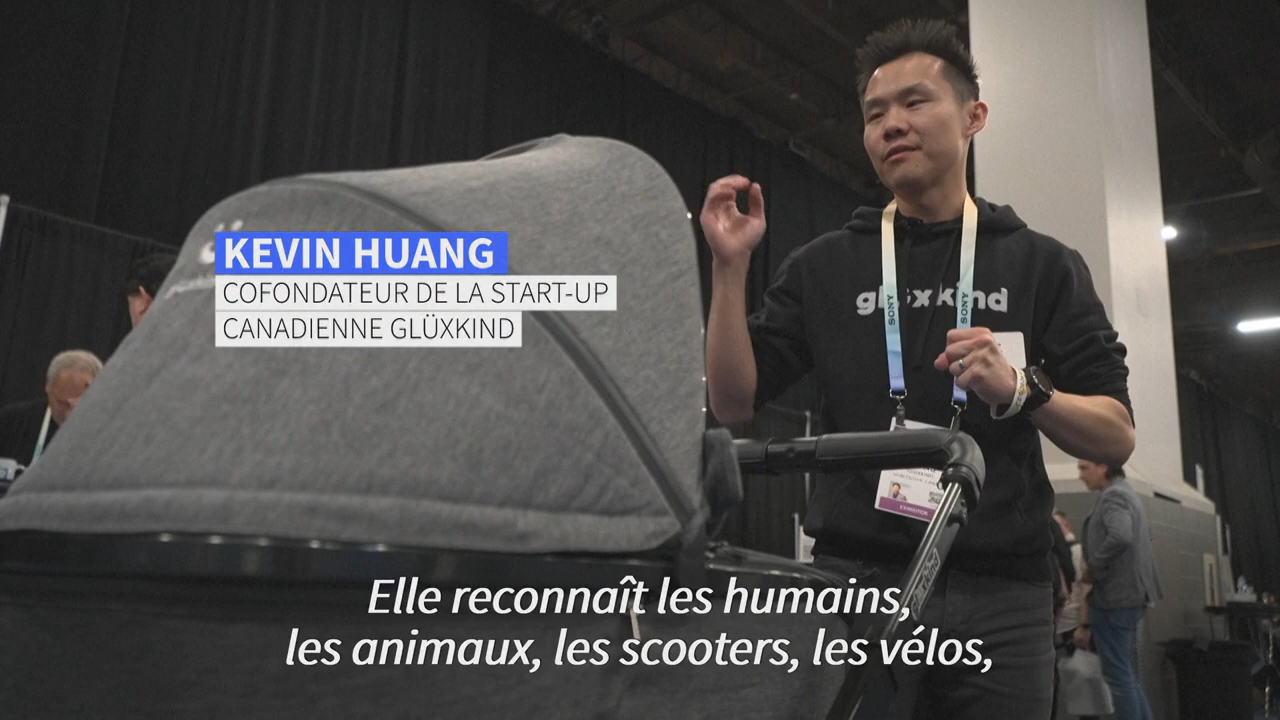 KEVIN HUANG
COFONDATEUR DE LA START-UP
CANADIENNE GLÜXKIND
glüxkind
SONY
SONY
EXHIBITOR
Elle reconnaît les humains,
les animaux, les scooters, les vélos,